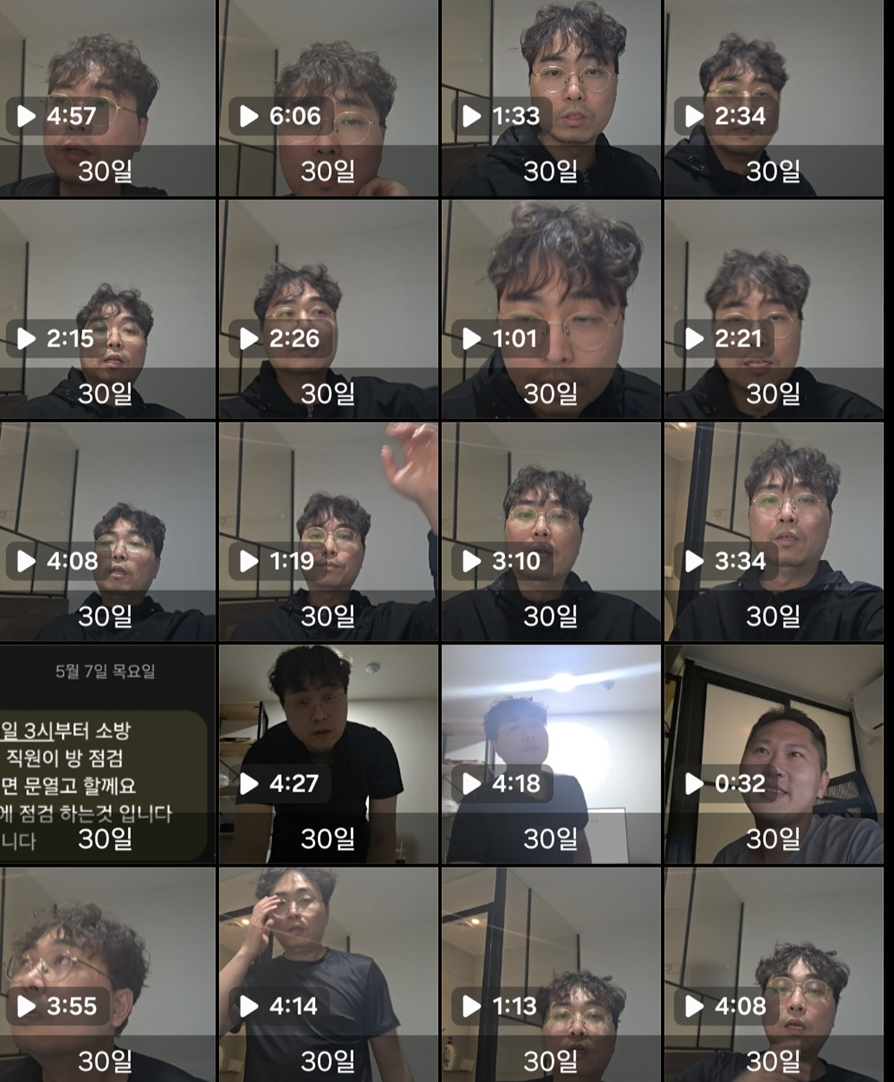 4:57
30일
6:06
30일
1:33
30일
2:34
30일
2:15
30일
2:26
30일
1:01
30일
2:21
30일
4:08
30일
1:19
30일
3:10
30일
3:34
30일
5월 7일 목요일
일 3시부터 소방
직원이 방 점검
면 문열고 할께요
에 점검 하는것 입니다
니다
30일
4:27
30일
4:18
30일
0:32
30일
3:55
30일
4:14
30일
1:13
30일
4:08
30일